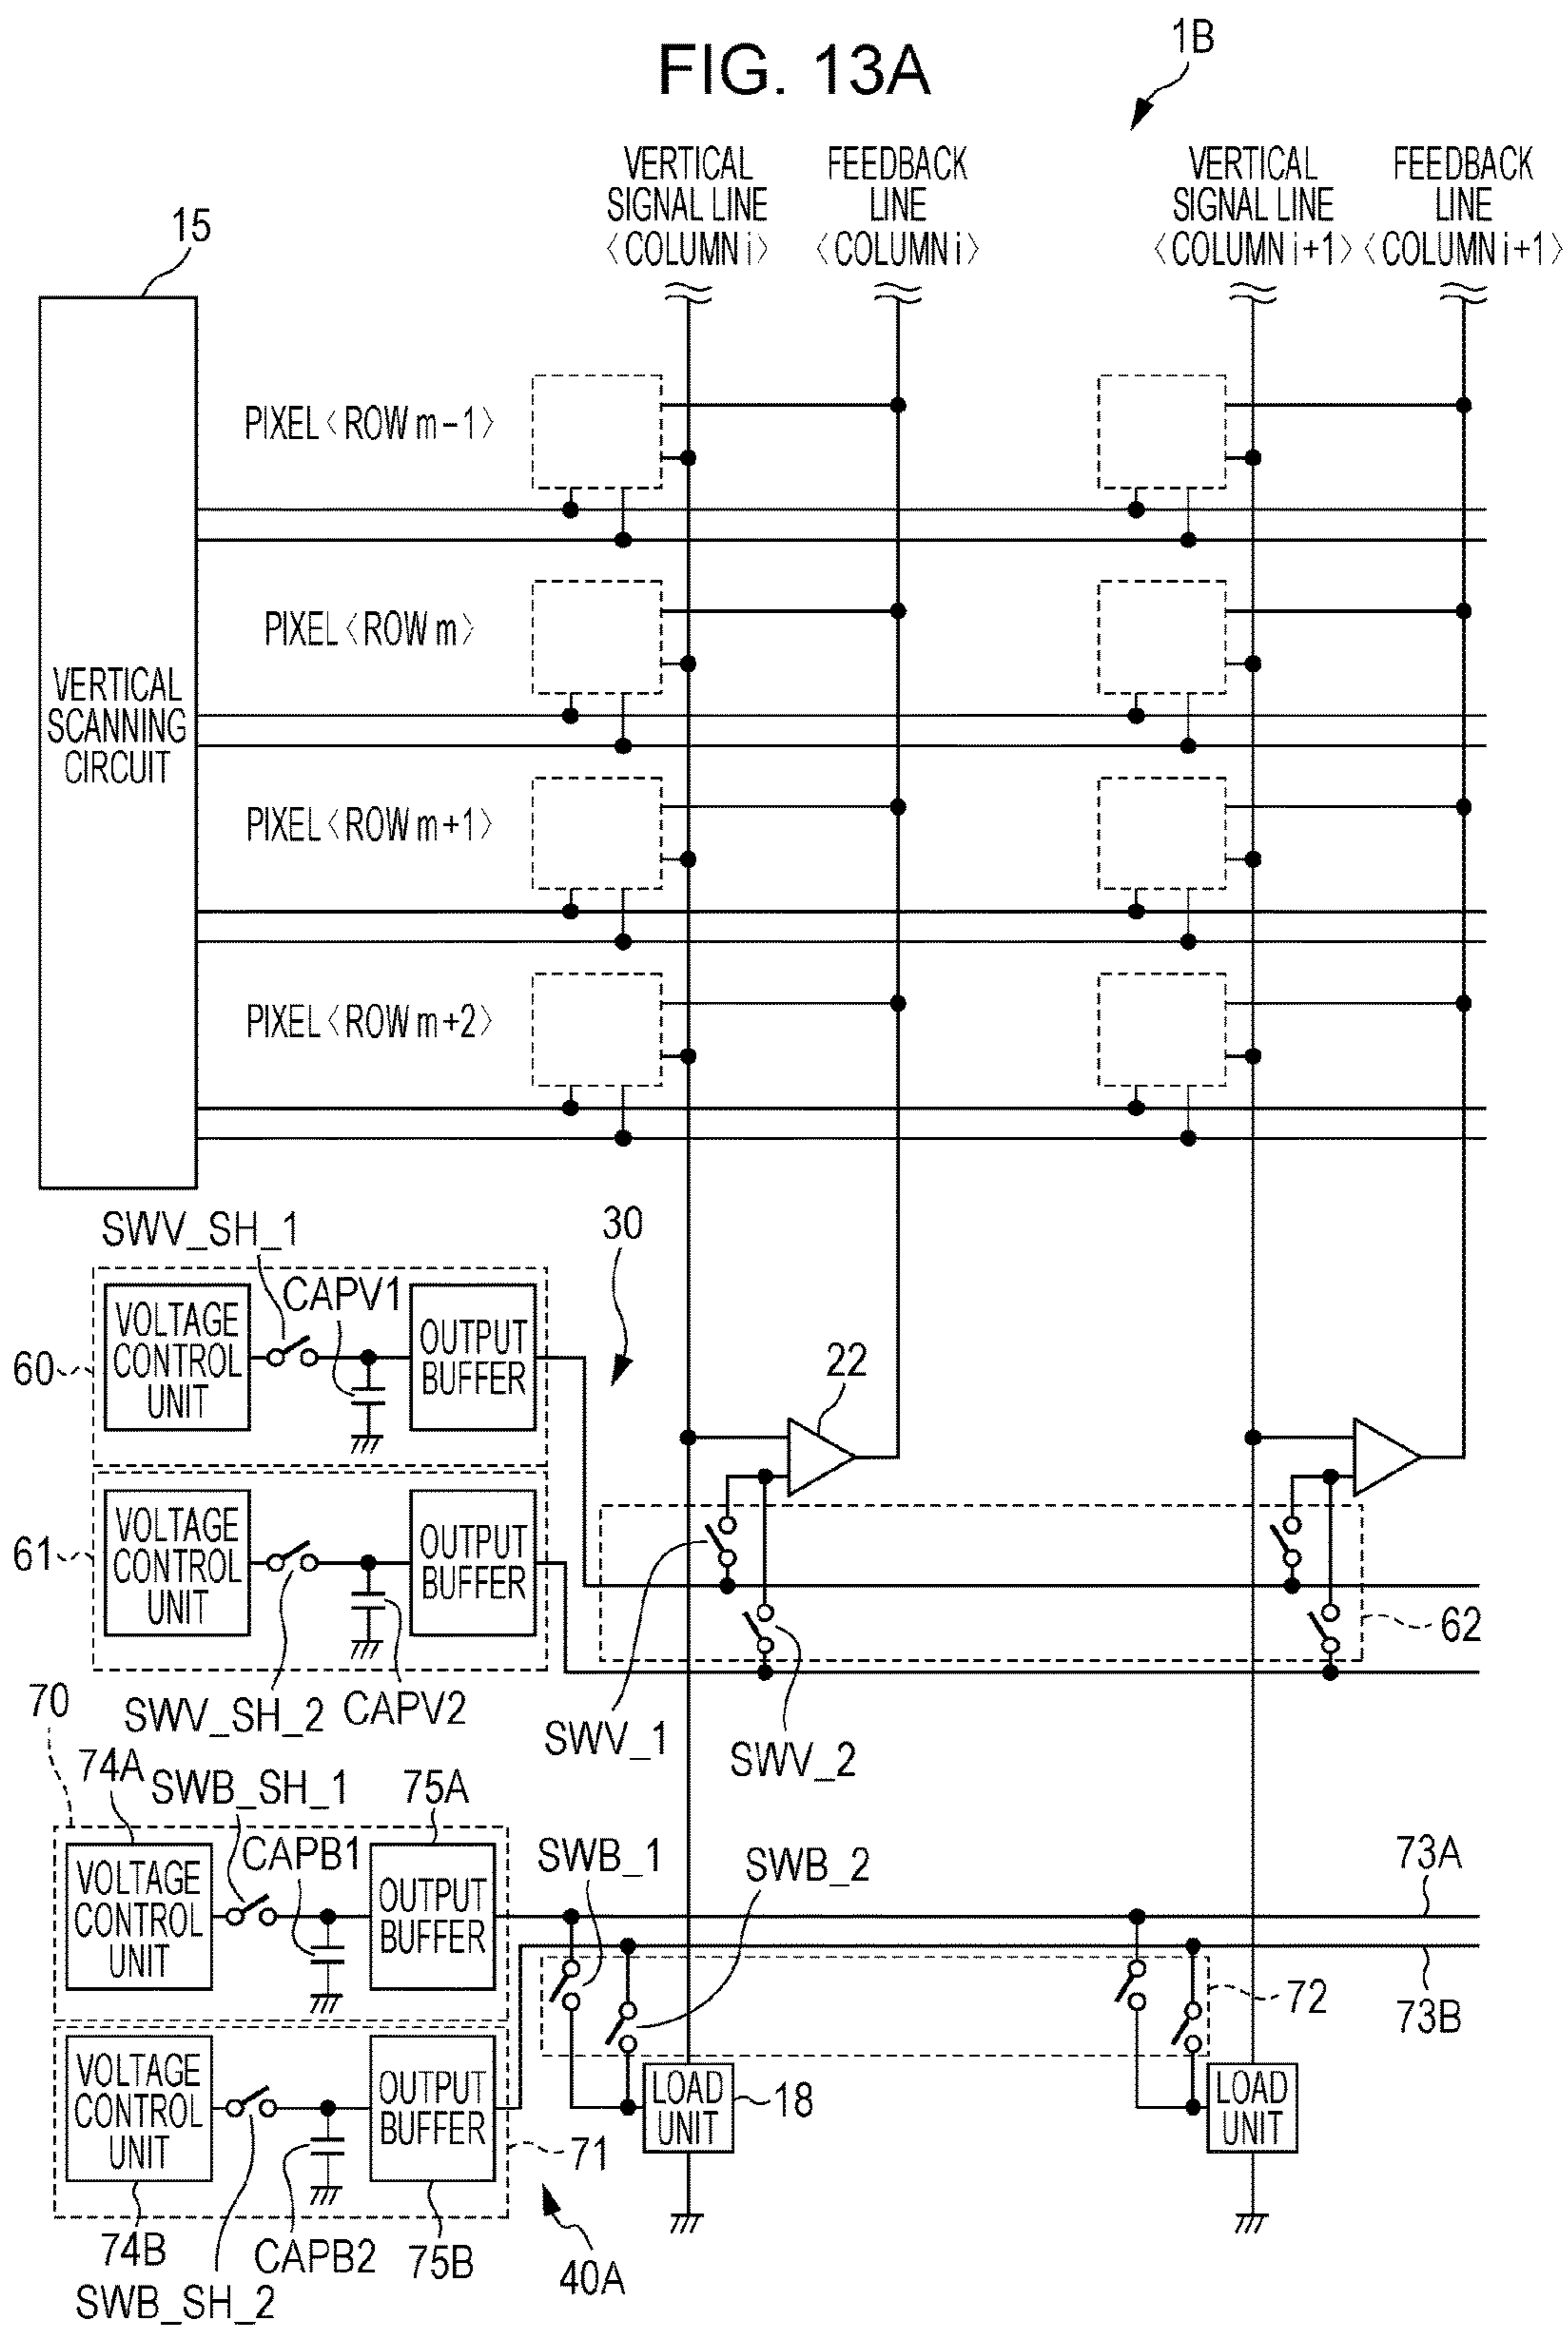 FIG. 13A
1B
VERTICAL
SIGNAL LINE
〈COLUMN i〉
FEEDBACK
LINE
〈COLUMN i〉
VERTICAL
SIGNAL LINE
〈COLUMN i+1〉
FEEDBACK
LINE
〈COLUMN i+1〉
15
PIXEL〈ROW m−1〉
PIXEL〈ROW m〉
VERTICAL
SCANNING
CIRCUIT
PIXEL〈ROW m+1〉
PIXEL〈ROW m+2〉
SWV_SH_1
30
CAPV1
VOLTAGE
CONTROL
UNIT
OUTPUT
BUFFER
60
22
VOLTAGE
CONTROL
UNIT
OUTPUT
BUFFER
61
62
70
SWV_SH_2
CAPV2
SWV_1
SWV_2
74A
SWB_SH_1
75A
CAPB1
SWB_1
SWB_2
73A
VOLTAGE
CONTROL
UNIT
OUTPUT
BUFFER
72
73B
VOLTAGE
CONTROL
UNIT
OUTPUT
BUFFER
LOAD
UNIT
18
LOAD
UNIT
71
74B
CAPB2
75B
40A
SWB_SH_2